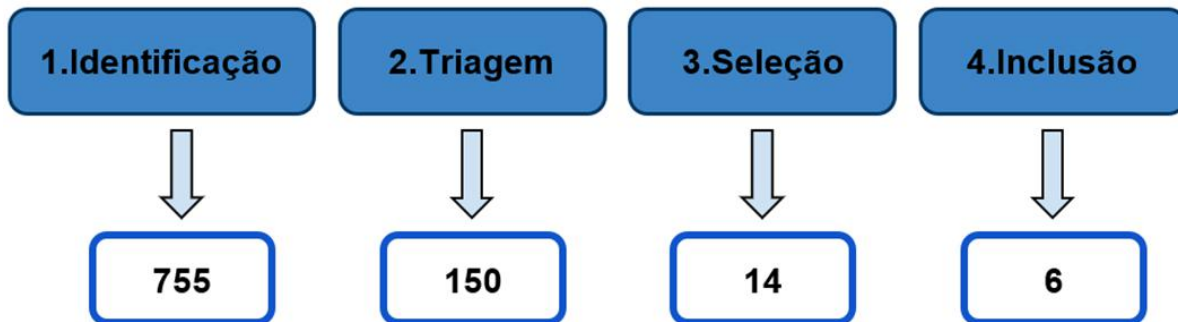 1.Identificação
2.Triagem
3.Seleção
4.Inclusão
755
150
14
6